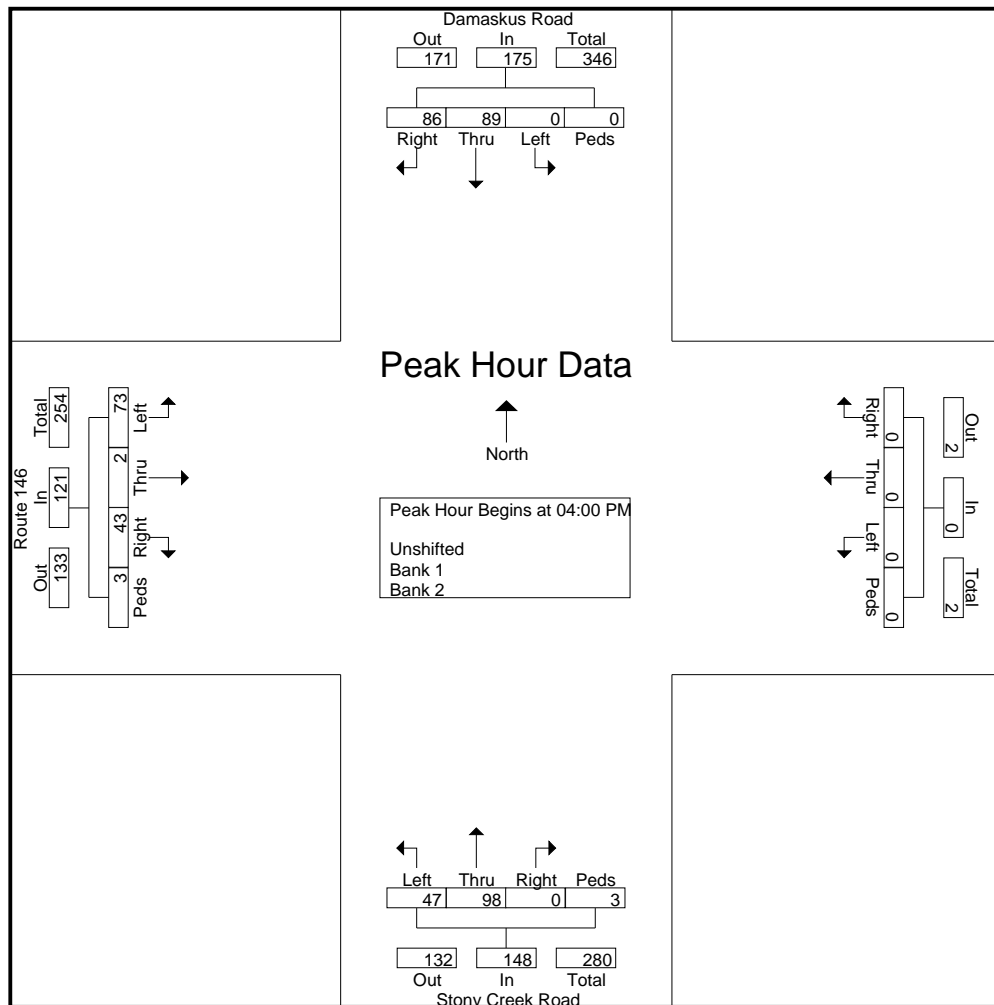 Damaskus Road
Out In Total
171 175 346
86 89 0 0
Right Thru Left Peds
Peak Hour Data
North
Peak Hour Begins at 04:00 PM
Unshifted
Bank 1
Bank 2
Route 146
Out In Total
133 121 254
3 43 2 73
Peds Right Thru Left
Out In Total
2 0 2
0 0 0 0
Right Thru Left Peds
Left Thru Right Peds
47 98 0 3
132 148 280
Out In Total
Stony Creek Road